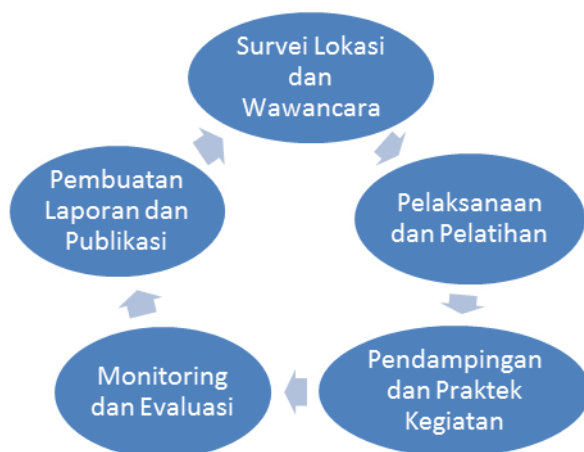 Survei Lokasi
dan
Wawancara
Pelaksanaan
dan Pelatihan
Pendampingan
dan Praktek
Kegiatan
Monitoring
dan Evaluasi
Pembuatan
Laporan dan
Publikasi